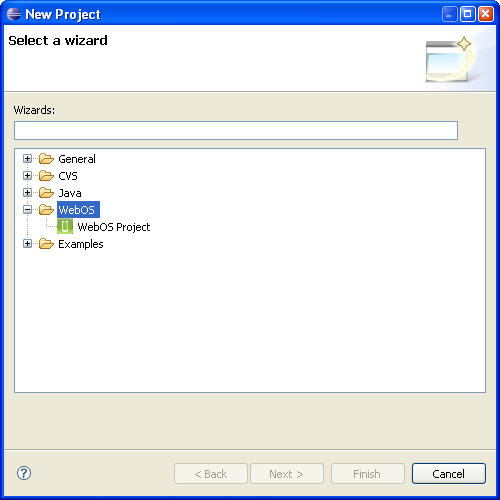 New Project
Select a wizard
Wizards:
General
CVS
Java
WebOS
WebOS Project
Examples
?
< Back Next > Finish Cancel